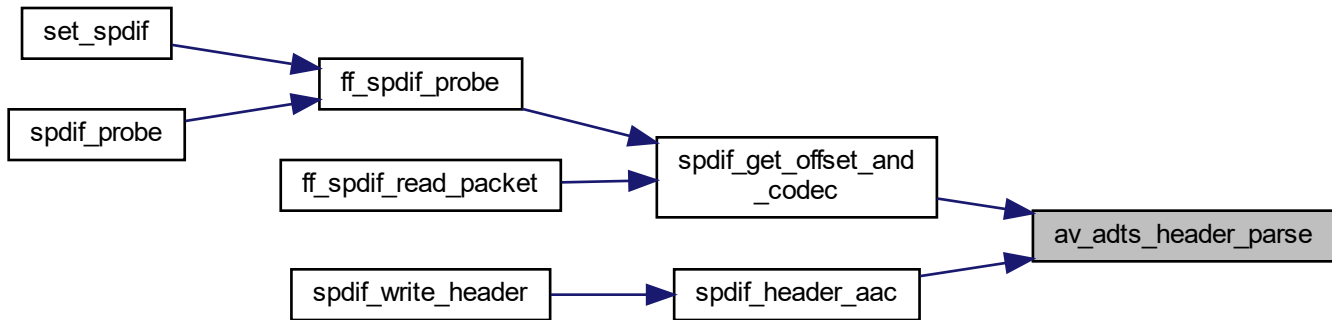 set_spdif
ff_spdif_probe
spdif_probe
spdif_get_offset_and
_codec
ff_spdif_read_packet
av_adts_header_parse
spdif_write_header
spdif_header_aac